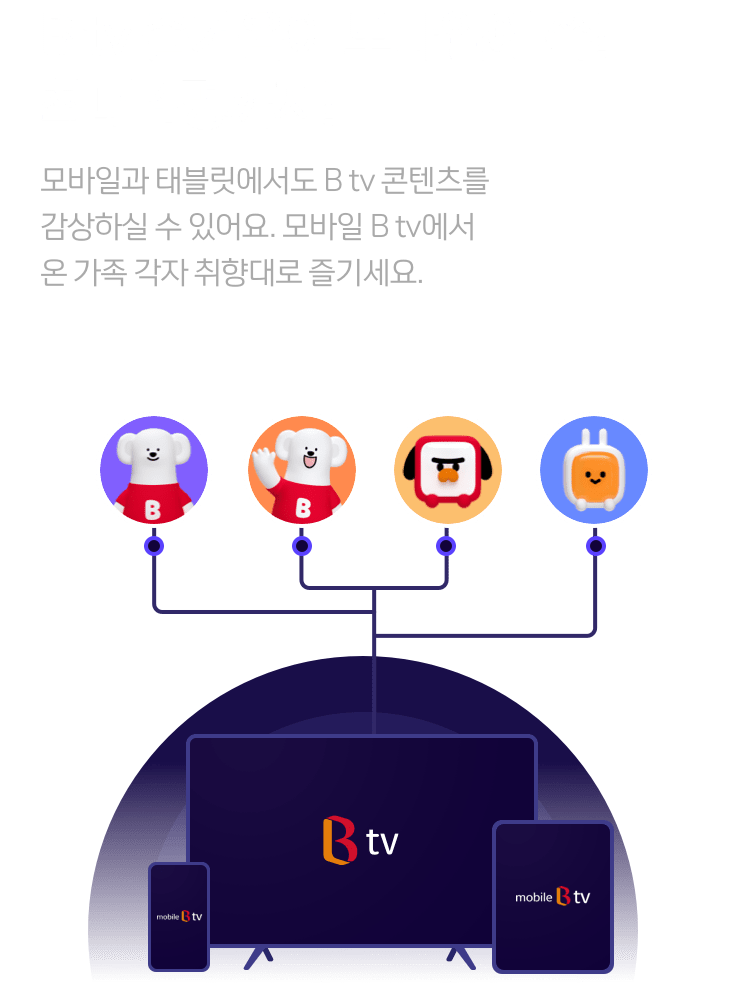 모바일과 태블릿에서도 B tv 콘텐츠를
감상하실 수 있어요. 모바일 B tv에서
온 가족 각자 취향대로 즐기세요.
B
B
B tv
mobile B tv
mobile B tv